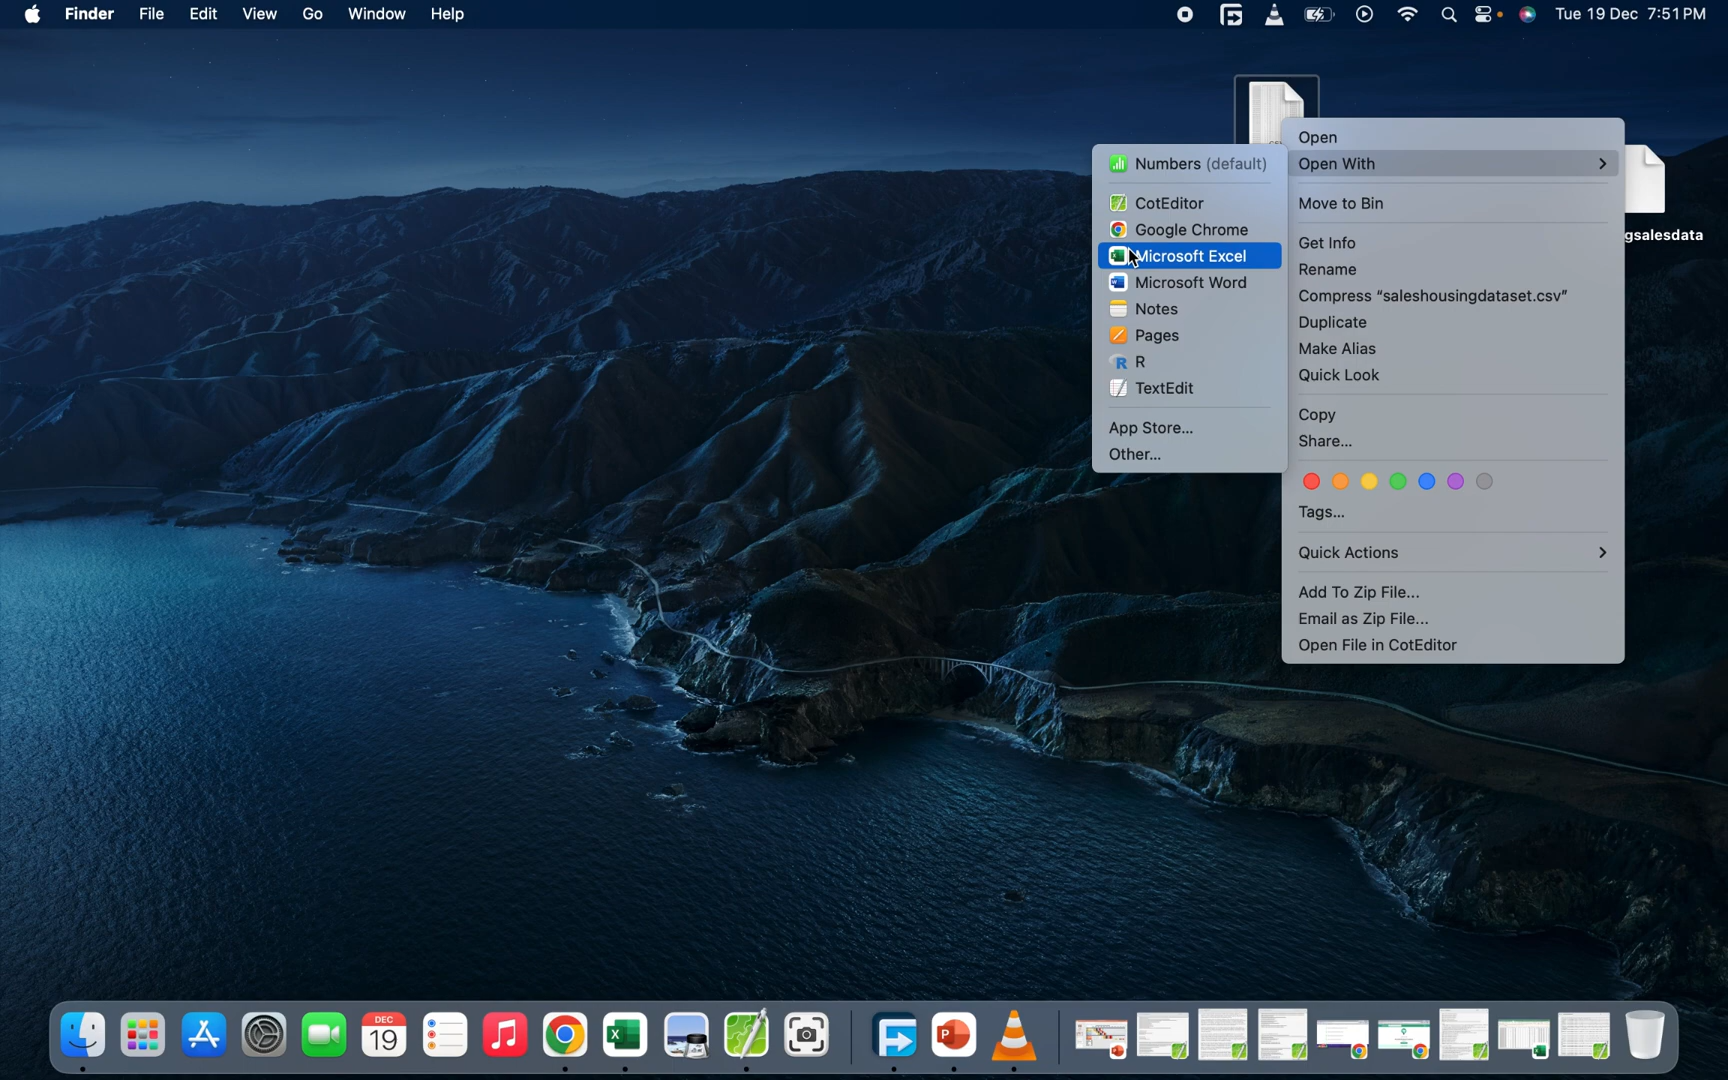 Finder File Edit View Go Window Help Tue 19 Dec 7:51 PM
Open
Numbers (default)
Open With
CotEditor
Google Chrome
Microsoft Excel
Microsoft Word
Notes
Pages
R
TextEdit
App Store...
Other...
Move to Bin
Get Info
Rename
Compress “saleshousingdataset.csv”
Duplicate
Make Alias
Quick Look
Copy
Share...
Tags...
Quick Actions
Add To Zip File...
Email as Zip File...
Open File in CotEditor
gsalesdata
DEC
19